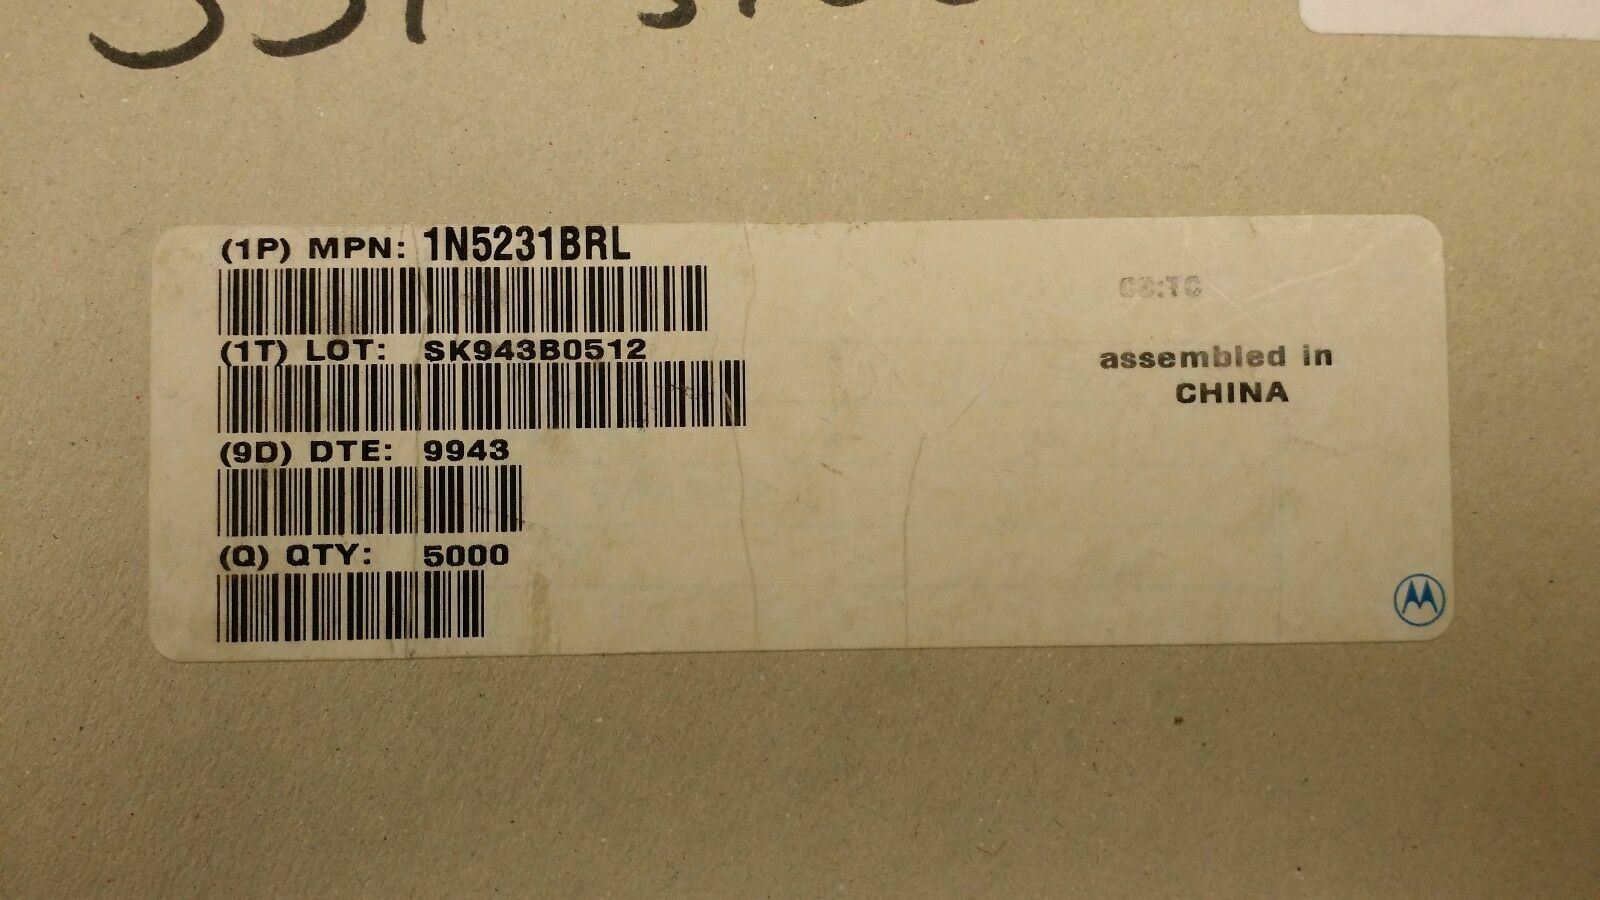 (1P) MPN: 1N5231BRL
(1T) LOT: SK943B0512
(9D) DTE: 9943
(Q) QTY: 5000
assembled in
CHINA